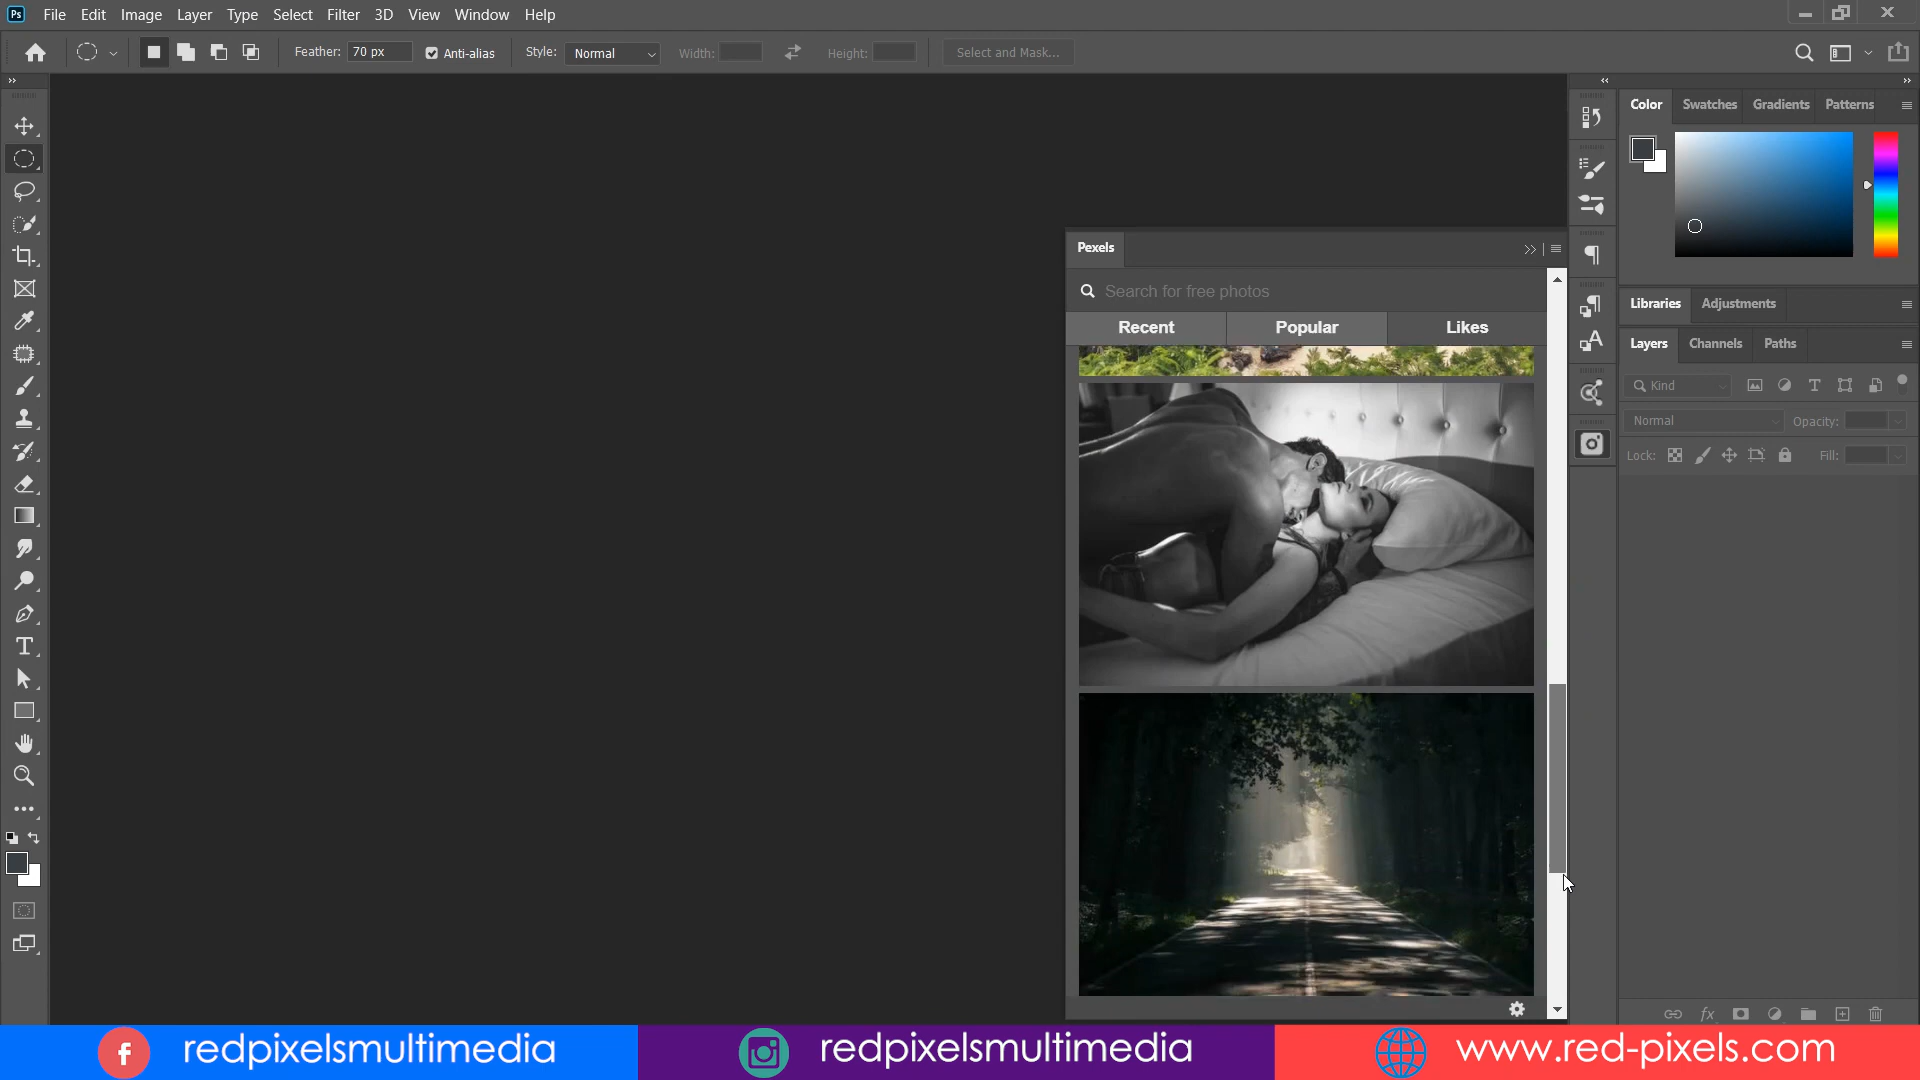 Ps File Edit Image Layer Type Select Filter 3D View Window Help
Feather: 70 px Anti-alias Style: Normal Width: Height: Select and Mask...
Color Swatches Gradients Patterns
Pexels
Search for free photos
Recent Popular Likes
Libraries Adjustments
Layers Channels Paths
Kind
Normal Opacity:
Lock: Fill:
redpixelsmultimedia redpixelsmultimedia www.red-pixels.com